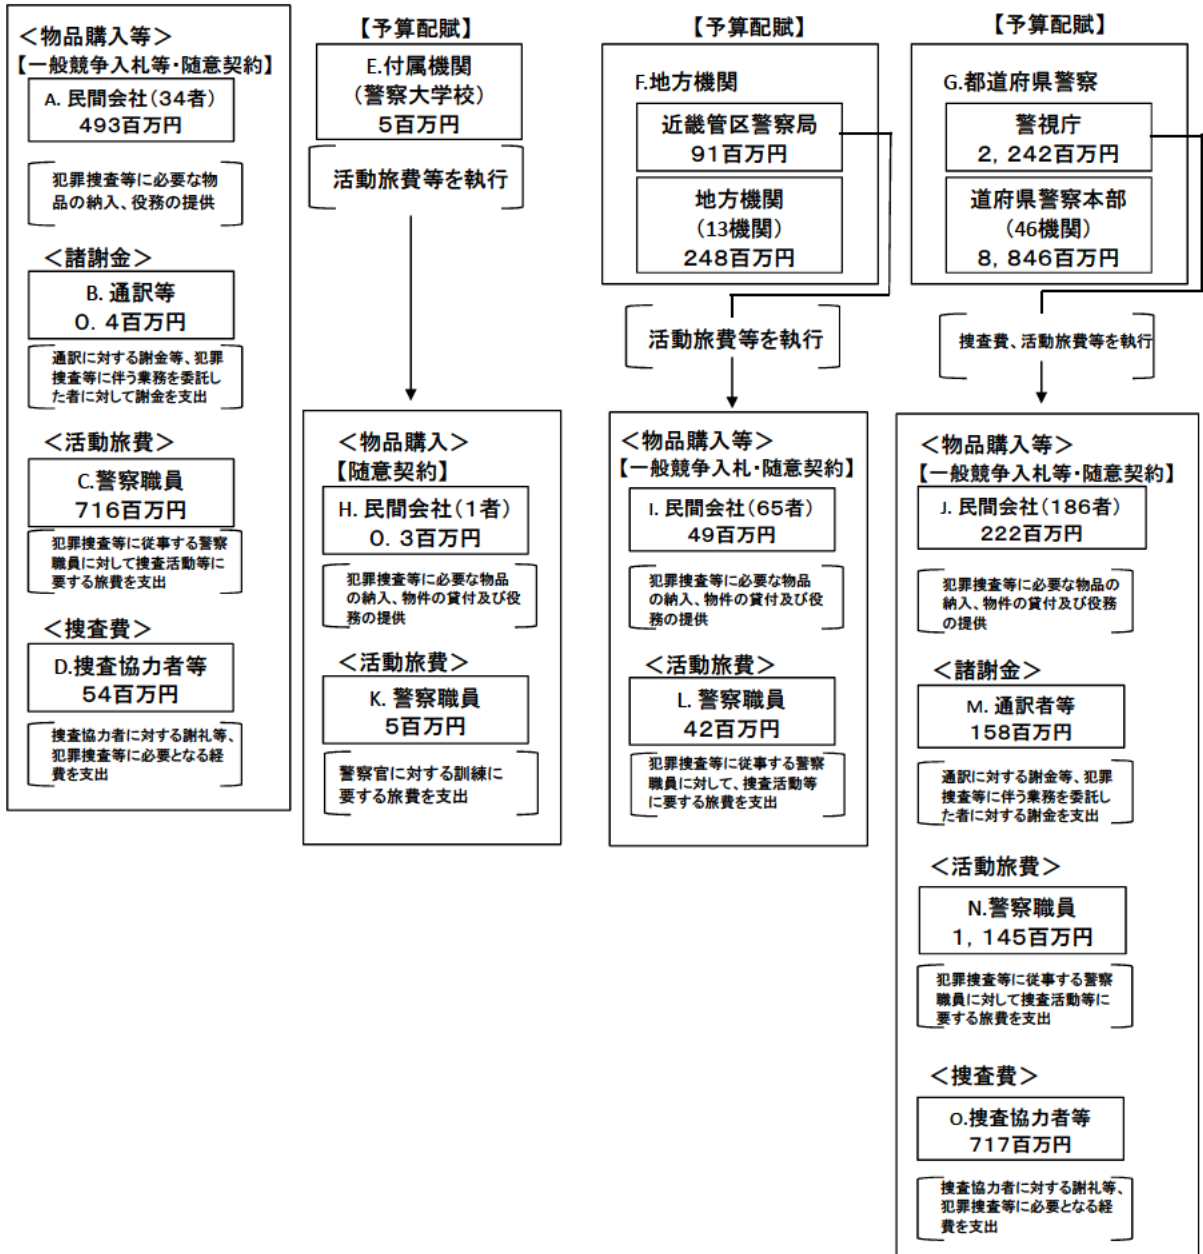 ＜物品購入等＞
【一般競争入札等・随意契約】
A. 民間会社（34者）
493百万円
犯罪捜査等に必要な物
品の納入、役務の提供
＜諸謝金＞
B. 通訳等
0. 4百万円
通訳に対する謝金等、犯罪
捜査等に伴う業務を委託し
た者に対して謝金を支出
＜活動旅費＞
C.警察職員
716百万円
犯罪捜査等に従事する警察
職員に対して捜査活動等に
要する旅費を支出
＜捜査費＞
D.捜査協力者等
54百万円
捜査協力者に対する謝礼等、
犯罪捜査等に必要となる経
費を支出
【予算配賦】
E.付属機関
（警察大学校）
5百万円
活動旅費等を執行
＜物品購入＞
【随意契約】
H. 民間会社（1者）
0. 3百万円
犯罪捜査等に必要な物品
の納入、物件の貸付及び役
務の提供
＜活動旅費＞
K. 警察職員
5百万円
警察官に対する訓練に
要する旅費を支出
【予算配賦】
F.地方機関
近畿管区警察局
91百万円
地方機関
（13機関）
248百万円
活動旅費等を執行
＜物品購入等＞
【一般競争入札・随意契約】
I. 民間会社（65者）
49百万円
犯罪捜査等に必要な物品
の納入、物件の貸付及び役
務の提供
＜活動旅費＞
L. 警察職員
42百万円
犯罪捜査等に従事する警察
職員に対して、捜査活動等
に要する旅費を支出
【予算配賦】
G.都道府県警察
警視庁
2, 242百万円
道府県警察本部
（46機関）
8, 846百万円
捜査費、活動旅費等を執行
＜物品購入等＞
【一般競争入札等・随意契約】
J. 民間会社（186者）
222百万円
犯罪捜査等に必要な物品の
納入、物件の貸付及び役務
の提供
＜諸謝金＞
M. 通訳者等
158百万円
通訳に対する謝金等、犯罪
捜査等に伴う業務を委託し
た者に対する謝金を支出
＜活動旅費＞
N.警察職員
1, 145百万円
犯罪捜査等に従事する警察
職員に対して捜査活動等に
要する旅費を支出
＜捜査費＞
O.捜査協力者等
717百万円
捜査協力者に対する謝礼等、
犯罪捜査等に必要となる経
費を支出